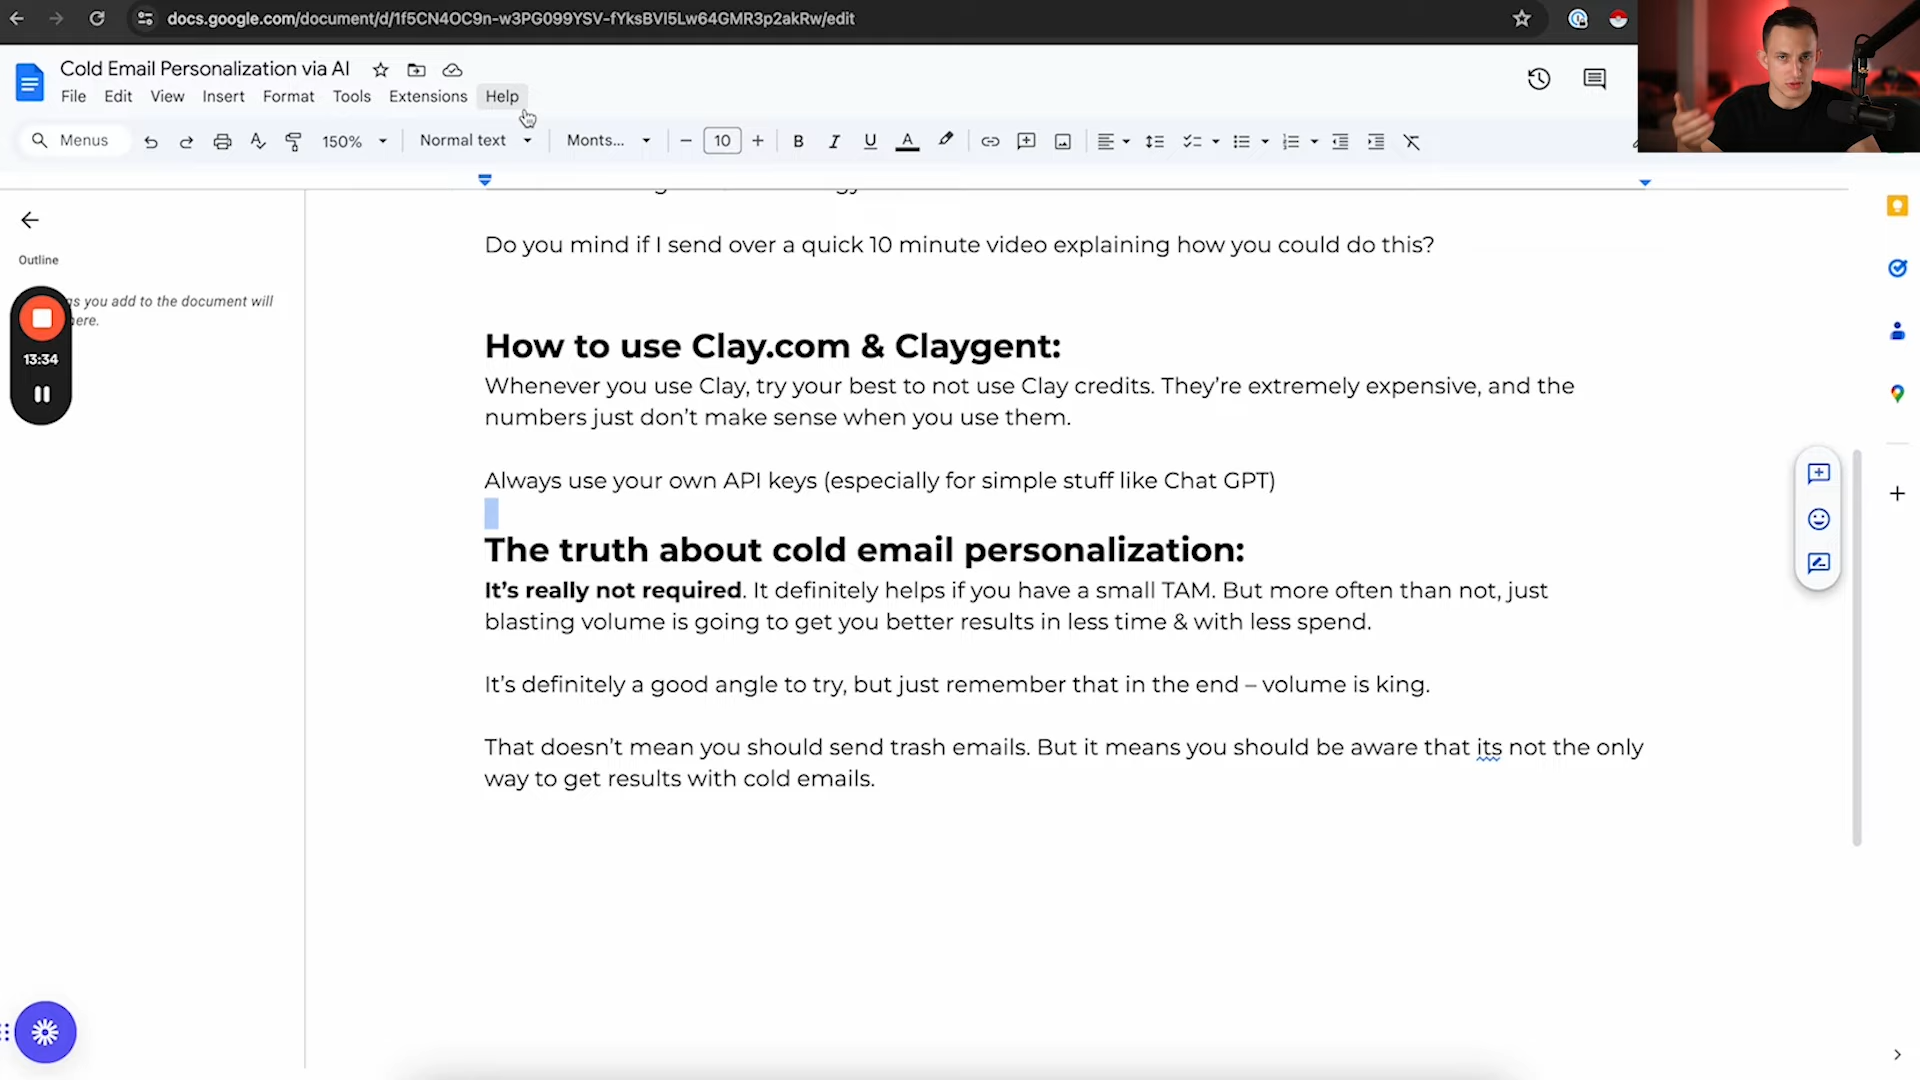 docs.google.com/document/d/1f5CN4OC9n-w3PG099YSV-fYksBVI5Lw64GMR3p2akRw/edit
Cold Email Personalization via AI
File Edit View Insert Format Tools Extensions Help
Menus 150% Normal text Monts... 10
Do you mind if I send over a quick 10 minute video explaining how you could do this?
Outline
gs you add to the document will
here.
13:34
How to use Clay.com & Claygent:
Whenever you use Clay, try your best to not use Clay credits. They're extremely expensive, and the
numbers just don't make sense when you use them.
Always use your own API keys (especially for simple stuff like Chat GPT)
The truth about cold email personalization:
It's really not required. It definitely helps if you have a small TAM. But more often than not, just
blasting volume is going to get you better results in less time & with less spend.
It's definitely a good angle to try, but just remember that in the end – volume is king.
That doesn't mean you should send trash emails. But it means you should be aware that its not the only
way to get results with cold emails.